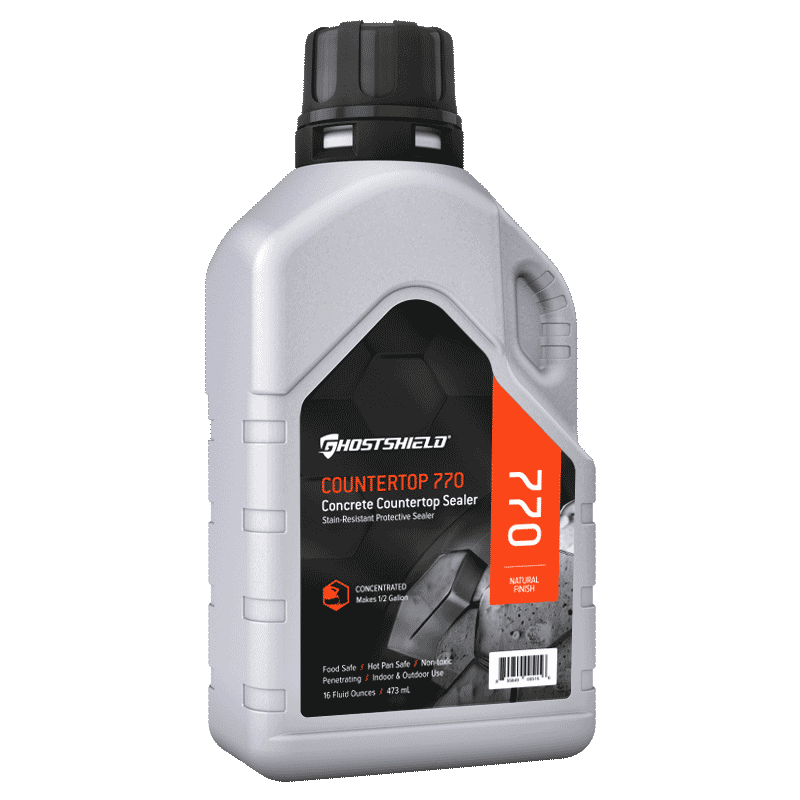 GHOSTSHIELD®
COUNTERTOP 770
Concrete Countertop Sealer
Stain-Resistant Protective Sealer
770
NATURAL
FINISH
CONCENTRATED
Makes 1/2 Gallon
Food Safe / Hot Pan Safe / Non-toxic
Penetrating / Indoor & Outdoor Use
16 Fluid Ounces / 473 mL